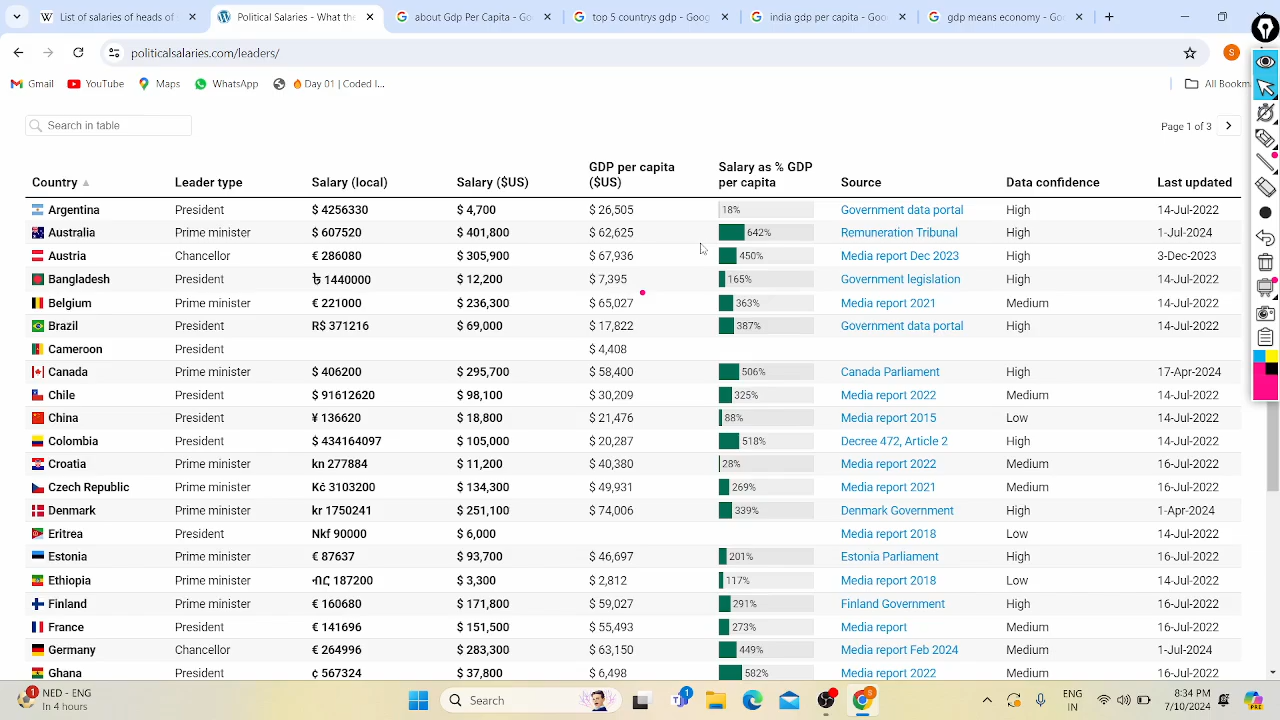 List of salaries of heads of
Political Salaries - The wages
about Gdp Per Capita - G
top 5 countrys gdp - Goog
india gdp per capita - Goo
gdp means economy - Go
politicalsalaries.com/leaders/
S
Gmail YouTube Maps WhatsApp Day 01 | Coded I... All Bookm
Search in table
Page 1 of 3
Country Leader type Salary (local) Salary ($US) GDP per capita ($US) Salary as % GDP per capita Source Data confidence Last updated
Argentina President $ 4256330 $ 4,700 $ 26,505 18% Government data portal High 14-Jul-2022
Australia Prime minister $ 607520 $ 401,800 $ 62,625 642% Remuneration Tribunal High 1-Jul-2024
Austria Chancellor € 286080 $ 305,900 $ 67,936 450% Media report Dec 2023 High 3-Dec-2023
Bangladesh President ৳ 1440000 $ 12,200 $ 7,395 165% Government legislation High 14-Jul-2022
Belgium Prime minister € 221000 $ 236,300 $ 65,027 363% Media report 2021 Medium 14-Jul-2022
Brazil President R$ 371216 $ 69,000 $ 17,822 387% Government data portal High 14-Jul-2022
Cameroon President $ 4,408
Canada Prime minister $ 406200 $ 295,700 $ 58,400 506% Canada Parliament High 17-Apr-2024
Chile President $ 91612620 $ 98,100 $ 30,209 325% Media report 2022 Medium 14-Jul-2022
China President ¥ 136620 $ 18,800 $ 21,476 88% Media report 2015 Low 14-Jul-2022
Colombia President $ 434164097 $ 105,000 $ 20,287 518% Decree 472, Article 2 High 14-Jul-2022
Croatia Prime minister kn 277884 $ 11,200 $ 40,380 28% Media report 2022 Medium 16-Jul-2022
Czech Republic Prime minister Kč 3103200 $ 134,300 $ 49,931 269% Media report 2021 Medium 16-Jul-2022
Denmark Prime minister kr 1750241 $ 251,100 $ 74,006 339% Denmark Government High 1-Apr-2024
Eritrea President Nkf 90000 $ 6,000 Media report 2018 Low 14-Jul-2022
Estonia Prime minister € 87637 $ 93,700 $ 46,697 201% Estonia Parliament High 16-Jul-2022
Ethiopia Prime minister ብር 187200 $ 3,300 $ 2,812 117% Media report 2018 Low 14-Jul-2022
Finland Prime minister € 160680 $ 171,800 $ 59,027 291% Finland Government High 16-Jul-2022
France President € 141696 $ 151,500 $ 55,493 273% Media report Medium 16-Jul-2022
Germany Chancellor € 264996 $ 283,300 $ 63,150 449% Media report Feb 2024 Medium 1-Jul-2024
Ghana President ¢ 567324 $ 37,800 $ 6,498 582% Media report 2022 Medium 14-Jul-2022
NED - ENG
In 4 hours
Search
ENG
IN
8:34 PM
7/10/2024